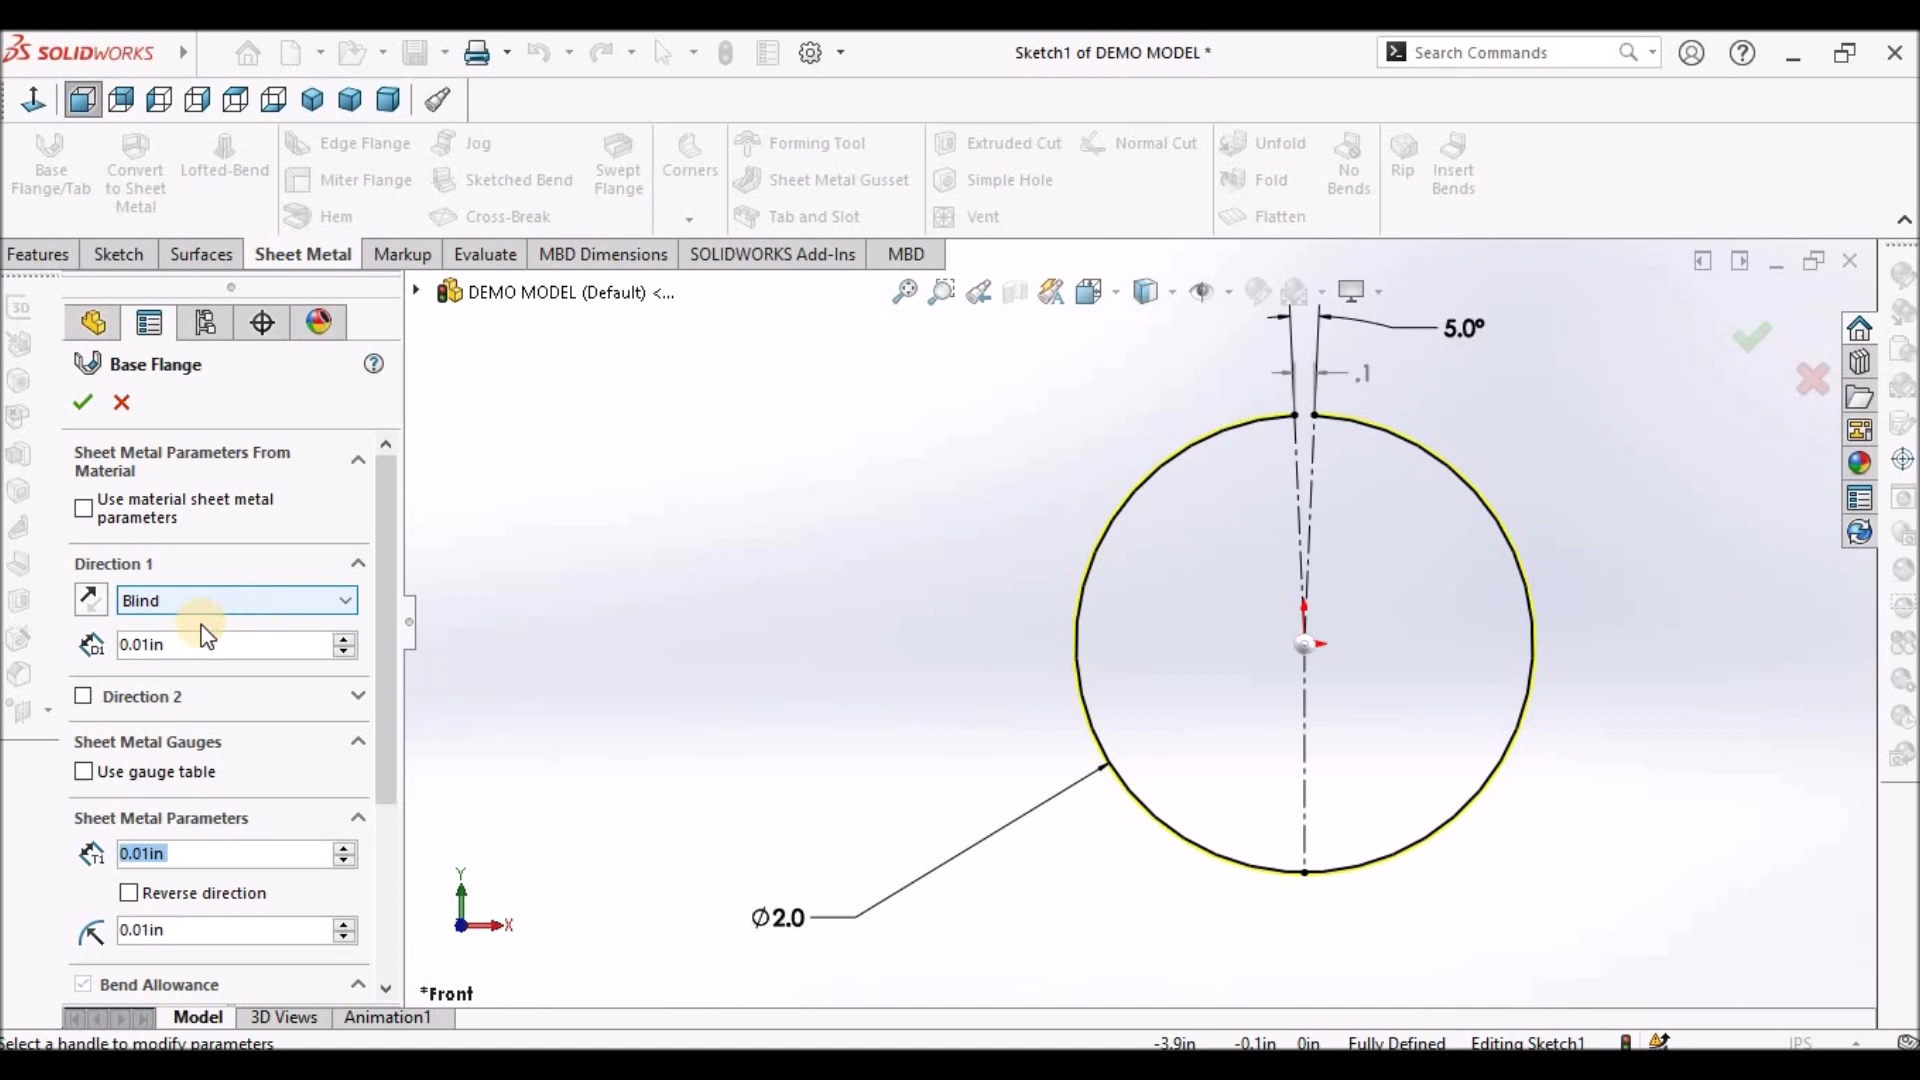 SOLIDWORKS
Sketch1 of DEMO MODEL *
Search Commands
Base Flange/Tab
Convert to Sheet Metal
Lofted-Bend
Edge Flange
Miter Flange
Hem
Jog
Sketched Bend
Cross-Break
Swept Flange
Corners
Forming Tool
Sheet Metal Gusset
Tab and Slot
Extruded Cut
Simple Hole
Vent
Normal Cut
Unfold
Fold
Flatten
No Bends
Rip
Insert Bends
Features
Sketch
Surfaces
Sheet Metal
Markup
Evaluate
MBD Dimensions
SOLIDWORKS Add-Ins
MBD
DEMO MODEL (Default) <...
Base Flange
Sheet Metal Parameters From
Material
Use material sheet metal
parameters
Direction 1
Blind
D1
0.01in
Direction 2
Sheet Metal Gauges
Use gauge table
Sheet Metal Parameters
T1
0.01in
Reverse direction
0.01in
Bend Allowance
3D
5.0°
.1
∅2.0
Y
X
*Front
Model
3D Views
Animation1
Select a handle to modify parameters
-3.9in
-0.1in
0in
Fully Defined
Editing Sketch1
IPS